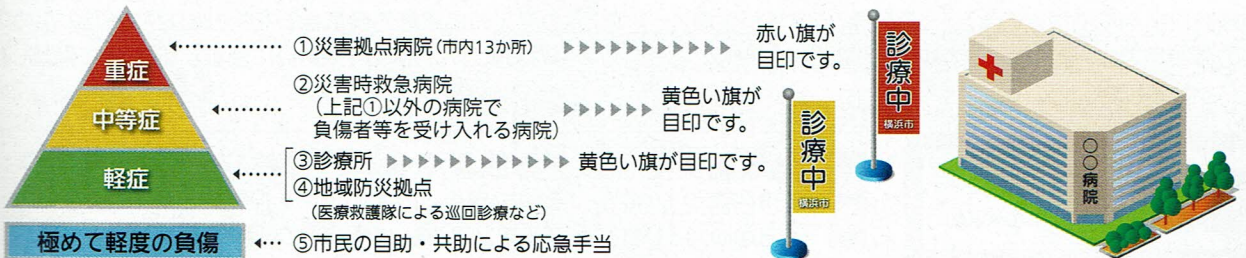 重症
中等症
軽症
極めて軽度の負傷
①災害拠点病院(市内13か所)
赤い旗が
目印です。
②災害時救急病院
(上記①以外の病院で
負傷者等を受け入れる病院)
黄色い旗が
目印です。
③診療所
黄色い旗が目印です。
④地域防災拠点
(医療救護隊による巡回診療など)
⑤市民の自助・共助による応急手当
診療中
横浜市
診療中
横浜市
〇〇病院